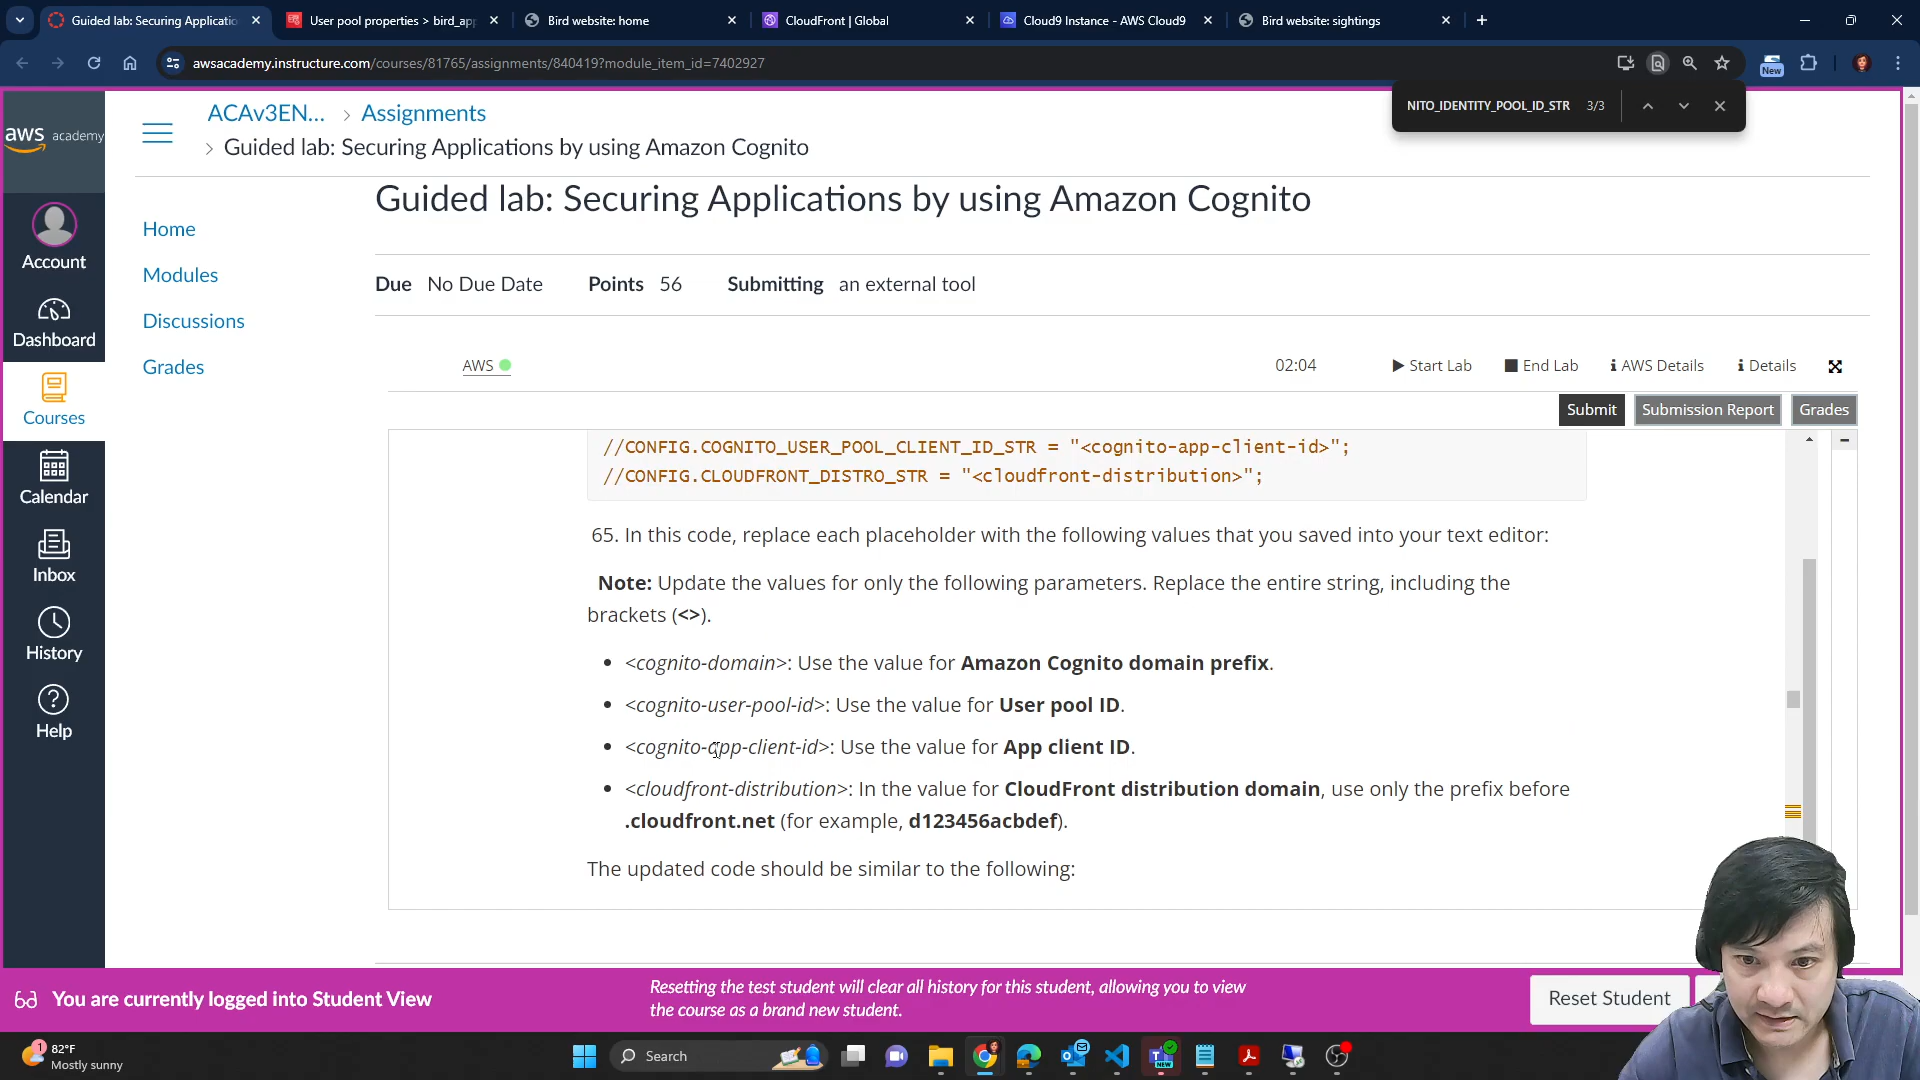 Guided lab: Securing Applicatio
User pool properties > bird_app
Bird website: home
CloudFront | Global
Cloud9 Instance - AWS Cloud9
Bird website: sightings
awsacademy.instructure.com/courses/81765/assignments/840419?module_item_id=7402927
New
NITO_IDENTITY_POOL_ID_STR 3/3
aws academy
ACAv3EN... > Assignments
> Guided lab: Securing Applications by using Amazon Cognito
Account
Dashboard
Courses
Calendar
Inbox
History
Help
Home
Modules
Discussions
Grades
Guided lab: Securing Applications by using Amazon Cognito
Due No Due Date Points 56 Submitting an external tool
AWS 02:04 Start Lab End Lab AWS Details Details
Submit Submission Report Grades
//CONFIG.COGNITO_USER_POOL_CLIENT_ID_STR = "<cognito-app-client-id>";
//CONFIG.CLOUDFRONT_DISTRO_STR = "<cloudfront-distribution>";
65. In this code, replace each placeholder with the following values that you saved into your text editor:
Note: Update the values for only the following parameters. Replace the entire string, including the
brackets (<>).
• <cognito-domain>: Use the value for Amazon Cognito domain prefix.
• <cognito-user-pool-id>: Use the value for User pool ID.
• <cognito-app-client-id>: Use the value for App client ID.
• <cloudfront-distribution>: In the value for CloudFront distribution domain, use only the prefix before
.cloudfront.net (for example, d123456acbdef).
The updated code should be similar to the following:
You are currently logged into Student View
Resetting the test student will clear all history for this student, allowing you to view
the course as a brand new student.
Reset Student
1
82°F
Mostly sunny
Search
NEW